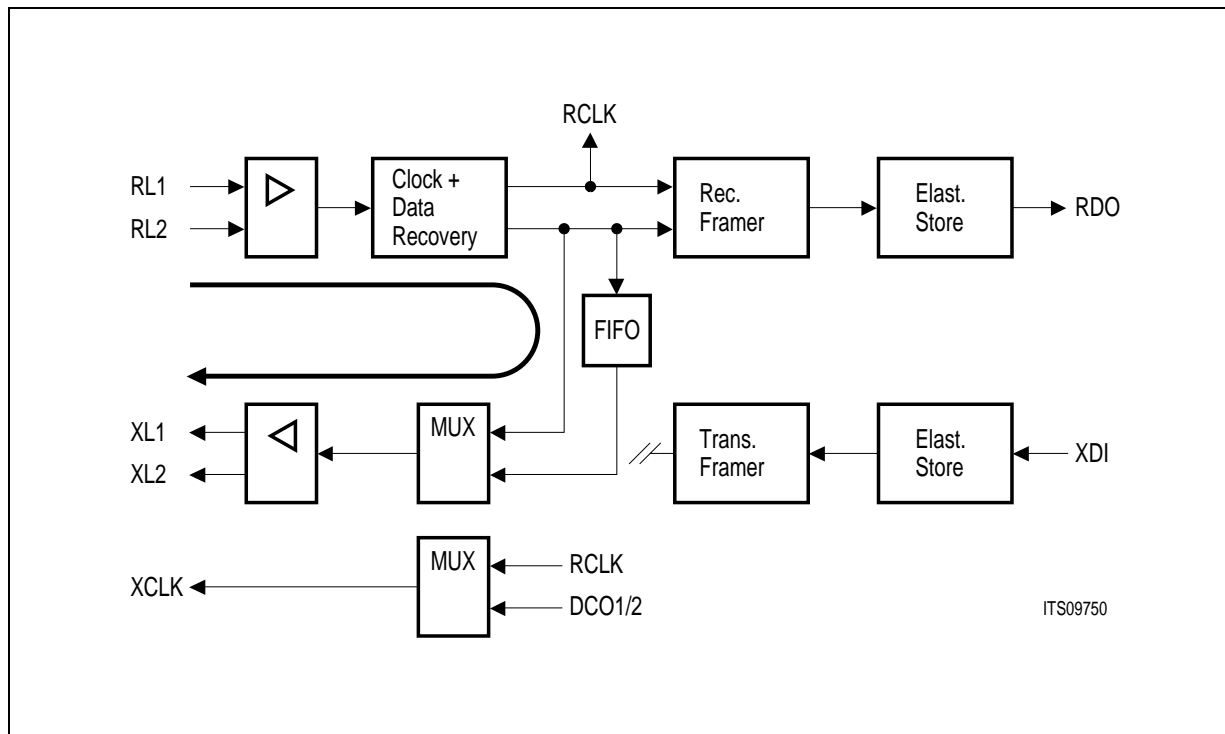 RCLK
RL1
RL2
Clock +
Data
Recovery
Rec.
Framer
Elast.
Store
RDO
FIFO
XL1
XL2
MUX
Trans.
Framer
Elast.
Store
XDI
XCLK
MUX
RCLK
DCO1/2
ITS09750